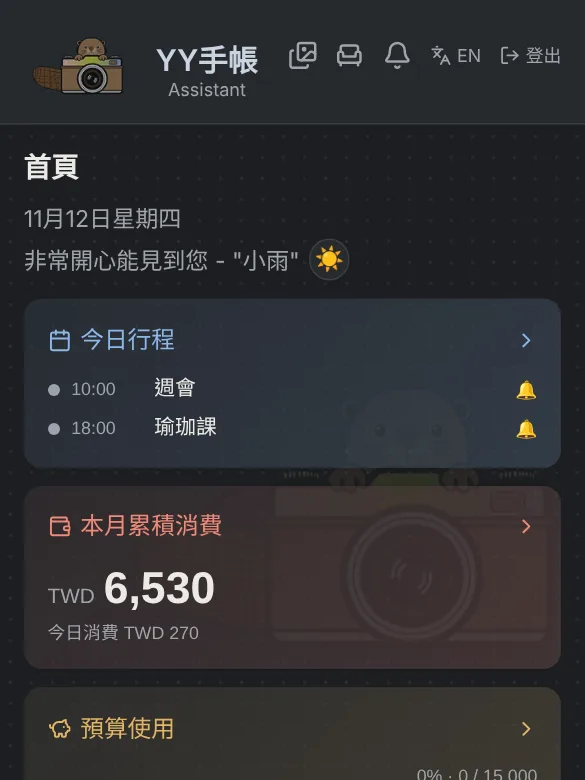 YY手帳
Assistant
EN
登出
首頁
11月12日星期四
非常開心能見到您 - "小雨"
今日行程
10:00 週會
18:00 瑜珈課
本月累積消費
TWD 6,530
今日消費 TWD 270
預算使用
0% · 0 / 15,000